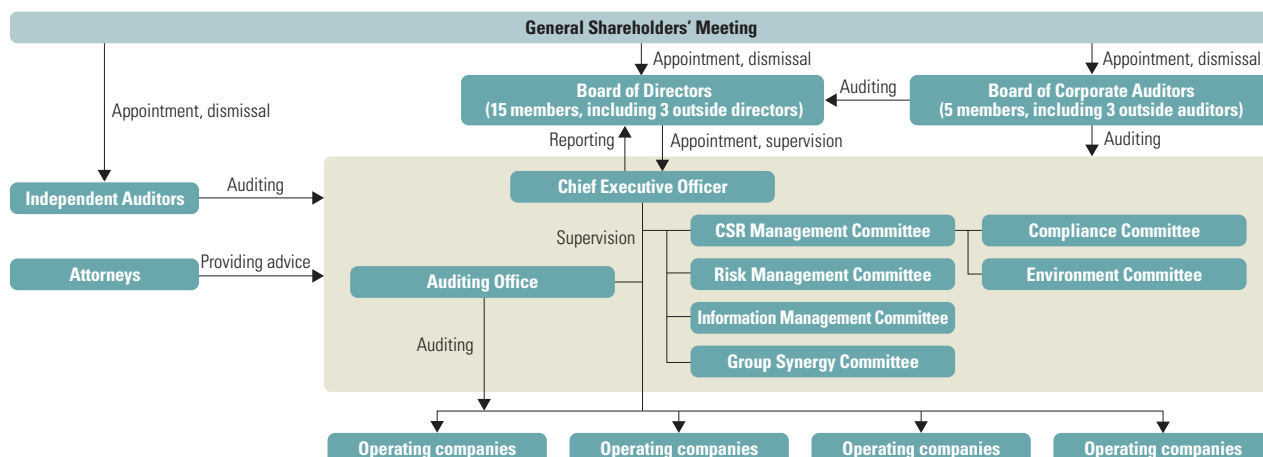 General Shareholders’ Meeting
Appointment, dismissal
Appointment, dismissal
Appointment, dismissal
Board of Directors
(15 members, including 3 outside directors)
Auditing
Board of Corporate Auditors
(5 members, including 3 outside auditors)
Reporting
Appointment, supervision
Auditing
Independent Auditors
Auditing
Chief Executive Officer
Supervision
CSR Management Committee
Compliance Committee
Attorneys
Providing advice
Auditing Office
Risk Management Committee
Environment Committee
Information Management Committee
Auditing
Group Synergy Committee
Operating companies
Operating companies
Operating companies
Operating companies